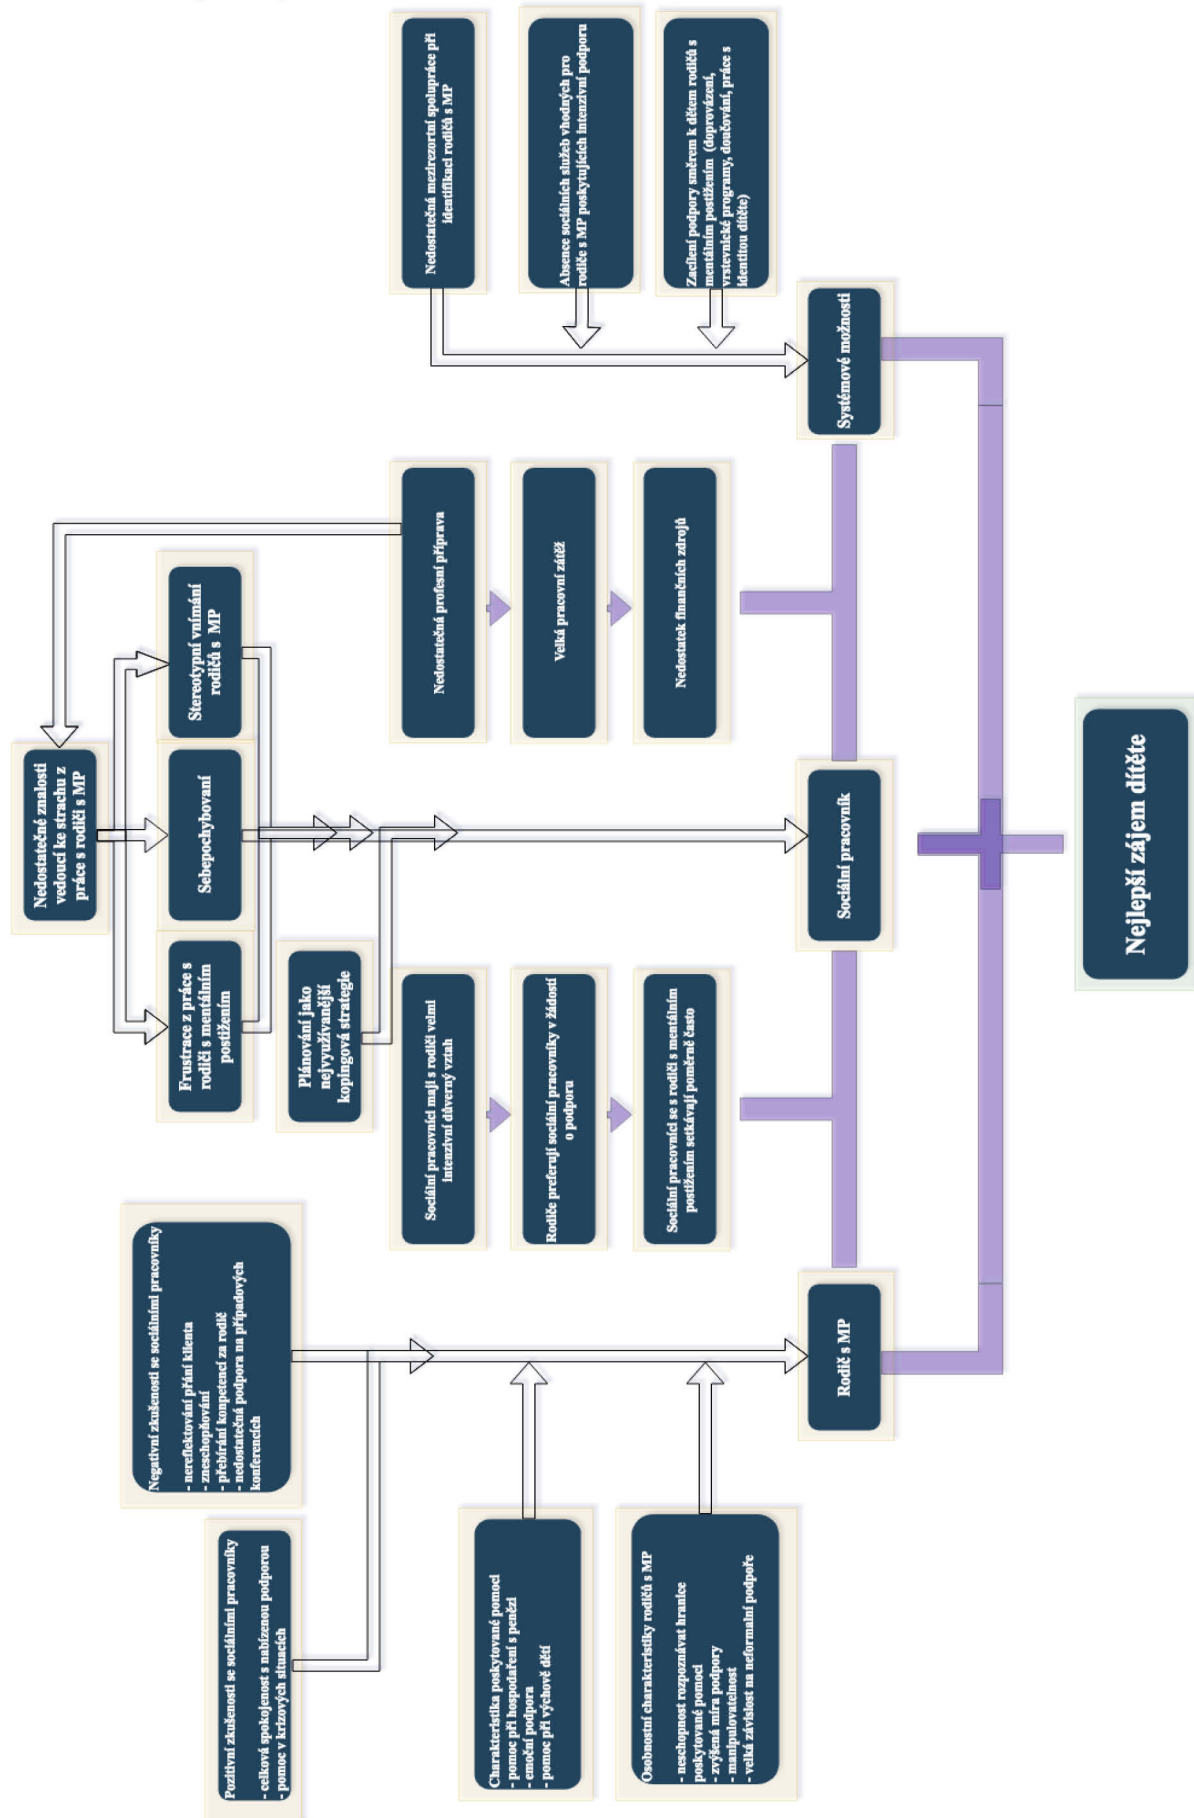 Pozitivní zkušenosti se sociálními pracovníky
- celková spokojenost s nabízenou podporou
- pomoc v krizových situacích
Negativní zkušenosti se sociálními pracovníky
- nereflektování přání klienta
- zneschopňování
- přebírání konpetencí za rodič
- nedostatečná podpora na případových
konferencích
Charakteristika poskytované pomoci
- pomoc při hospodaření s penězi
- emoční podpora
- pomoc při výchově dětí
Osobnostní charakteristiky rodičů s MP
- neschopnost rozpoznávat hranice
poskytované pomoci
- zvýšená míra podpory
- manipulovatelnost
- velká závislost na neformalní podpoře
Rodič s MP
Nedostatečné znalosti
vedoucí ke strachu z
práce s rodiči s MP
Frustrace z práce s
rodiči s mentálním
postižením
Sebepochybovaní
Stereotypní vnímání
rodičů s MP
Plánování jako
nejvyužívanější
kopingová strategie
Sociální pracovníci mají s rodiči velmi
intenzivní důverný vztah
Rodiče preferují sociální pracovníky v žádostí
o podporu
Sociální pracovníci se s rodiči s mentálním
postižením setkávají poměrně často
Sociální pracovník
Nedostatečná profesní příprava
Velká pracovní zátěž
Nedostatek finančních zdrojů
Nedostatečná mezirezortní spolupráce při
identifikaci rodičů s MP
Absence sociálních služeb vhodných pro
rodiče s MP poskytujících intenzivní podporu
Zacílení podpory směrem k dětem rodičů s
mentálním postižením (doprovázení,
vrstevnické programy, doučování, práce s
identitou dítěte)
Systémové možnosti
Nejlepší zájem dítěte